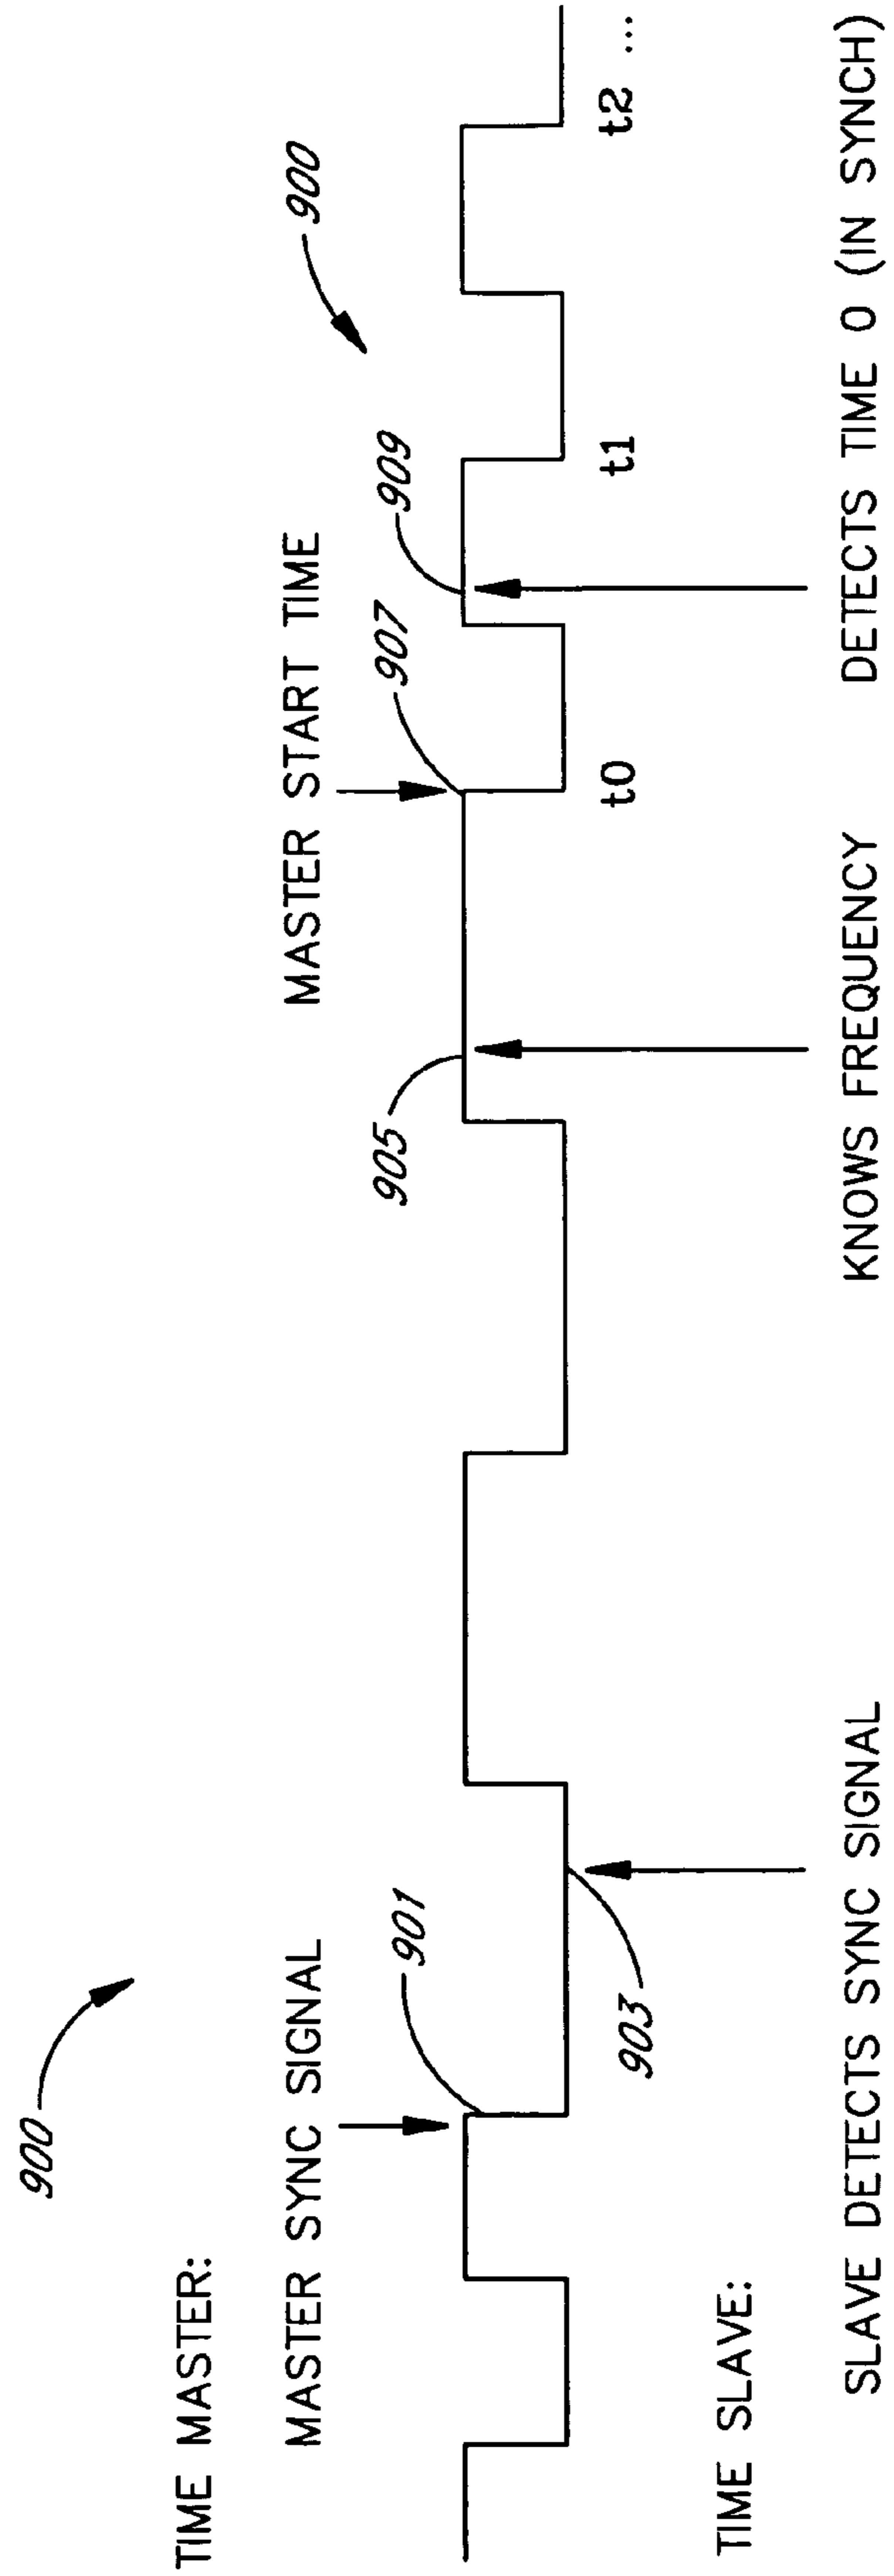 900
TIME MASTER:
MASTER SYNC SIGNAL
MASTER START TIME
900
901
905
907
909
903
t0
t1
t2 ...
TIME SLAVE:
SLAVE DETECTS SYNC SIGNAL
KNOWS FREQUENCY
DETECTS TIME 0 (IN SYNCH)